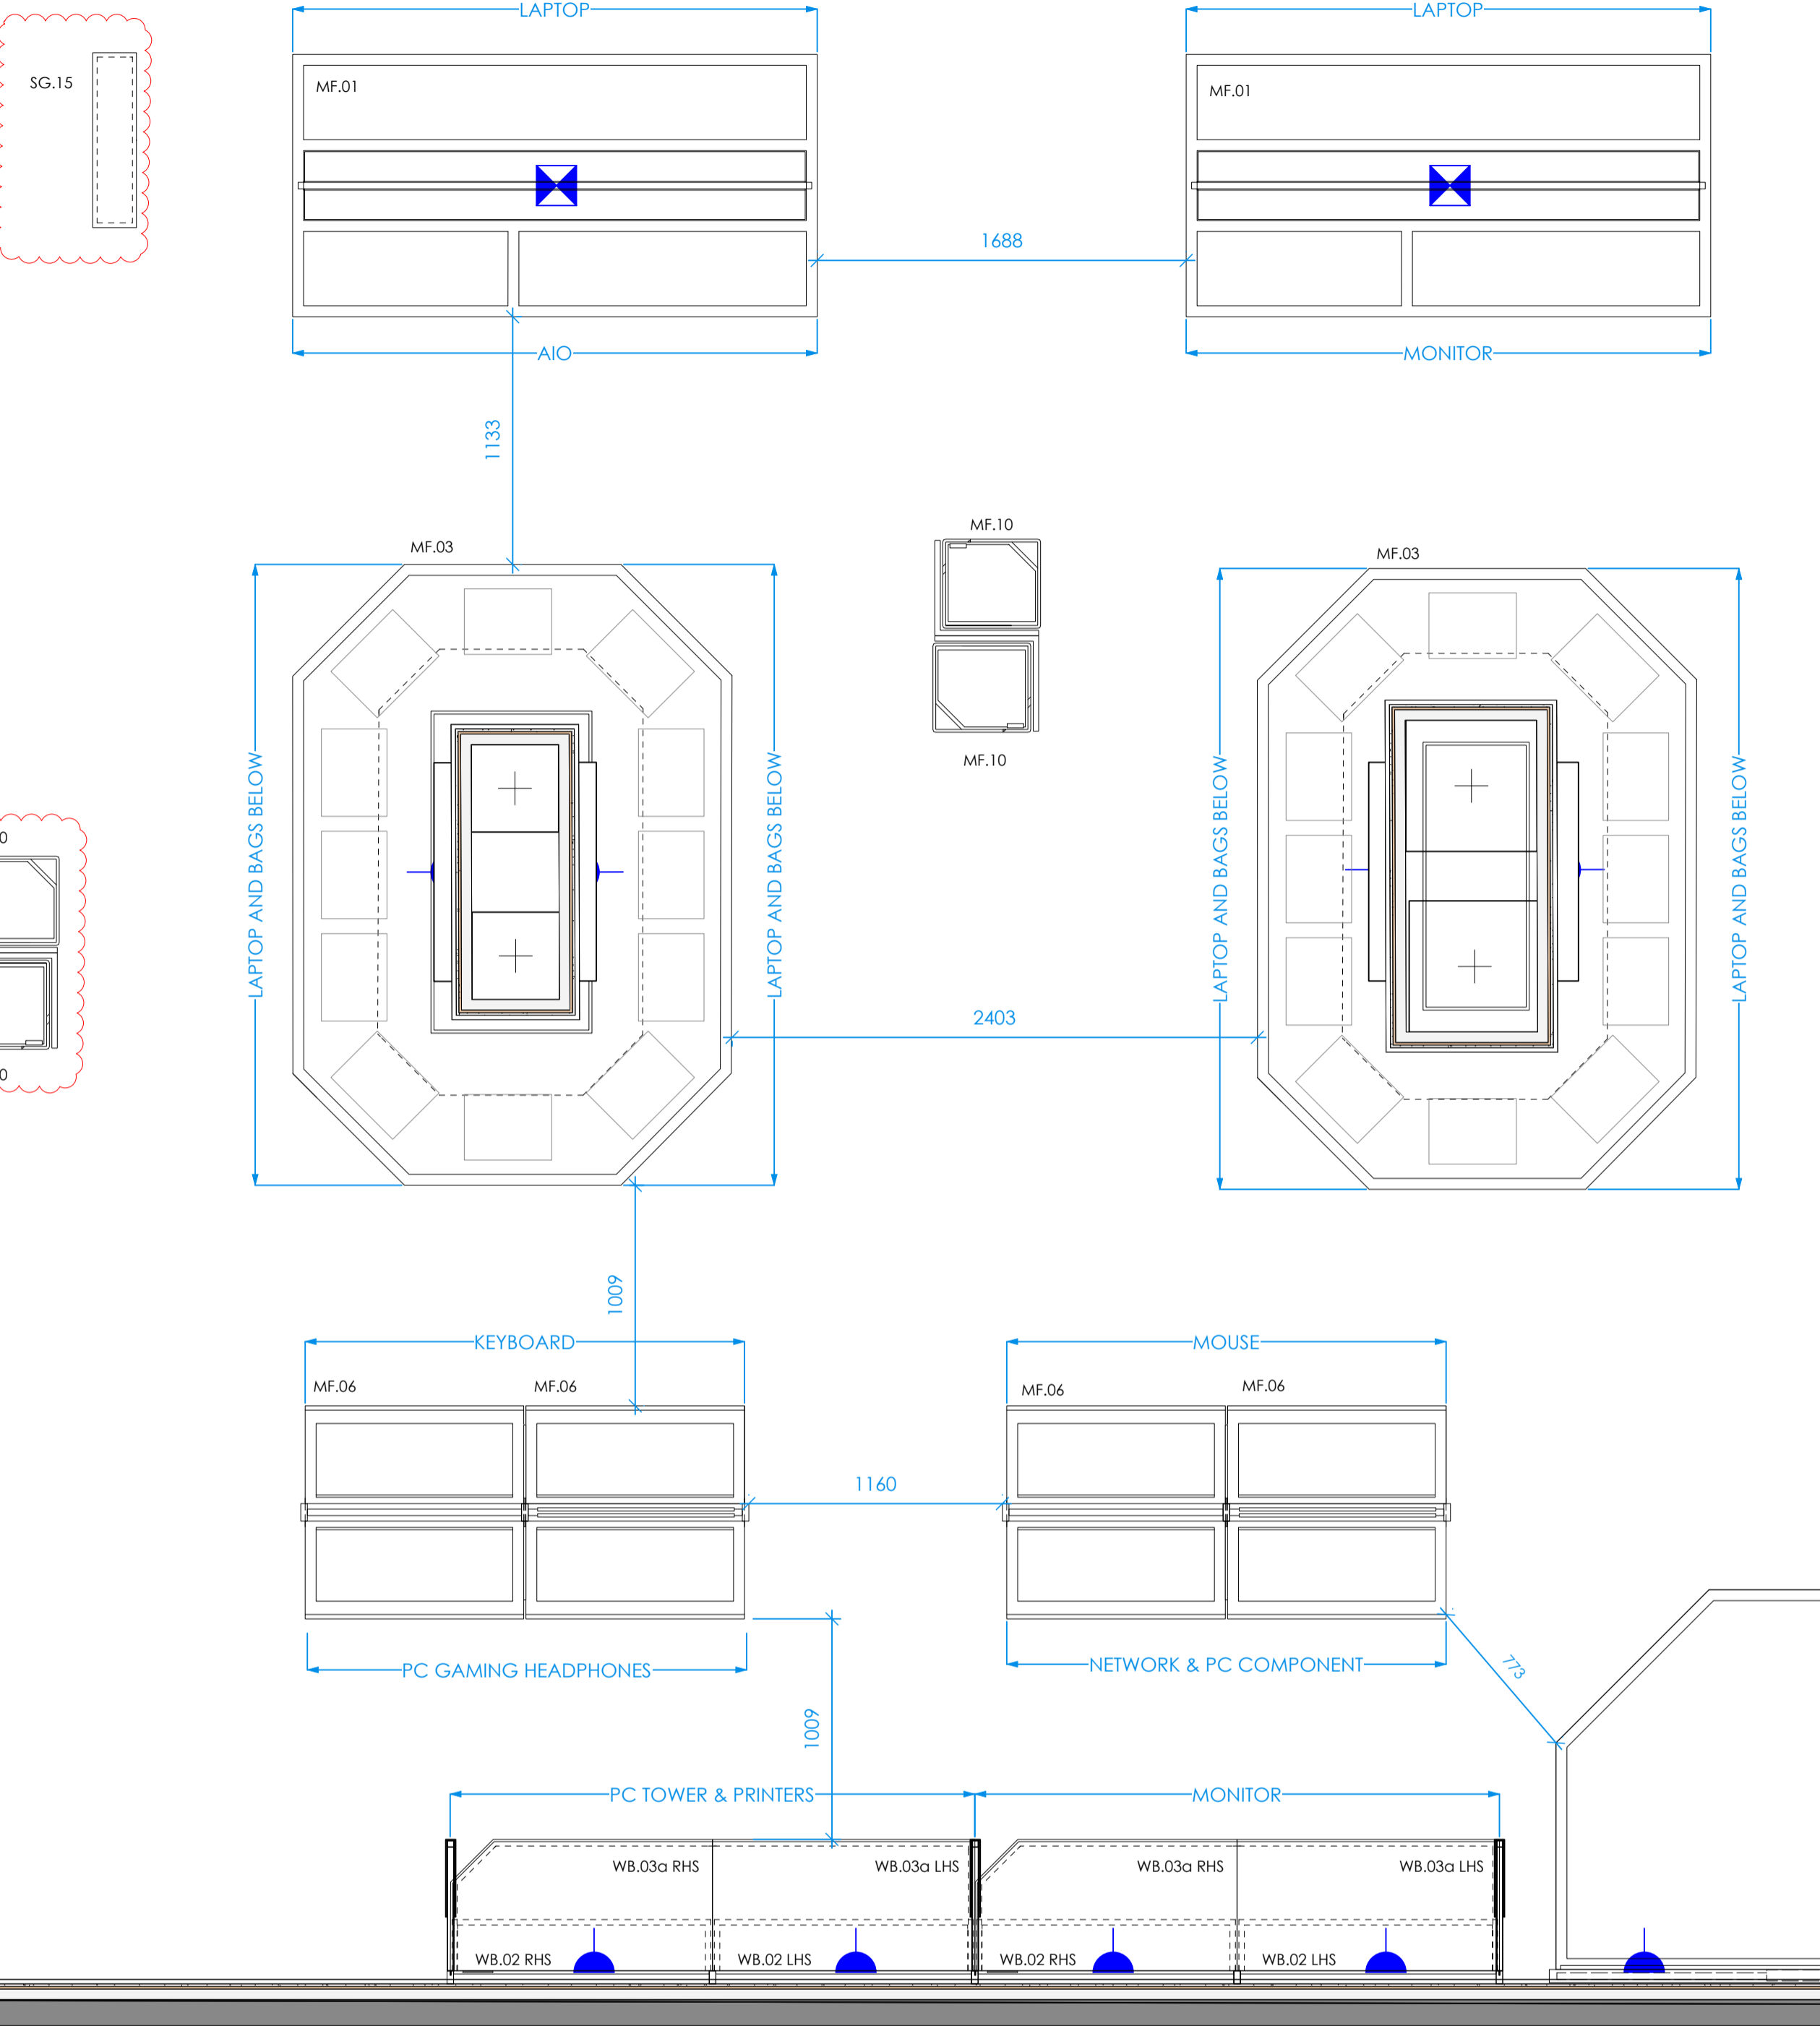 LAPTOP
LAPTOP
SG.15
MF.01
MF.01
1688
AIO
MONITOR
1133
MF.10
MF.03
MF.03
MF.10
LAPTOP AND BAGS BELOW
LAPTOP AND BAGS BELOW
LAPTOP AND BAGS BELOW
LAPTOP AND BAGS BELOW
0
0
2403
1009
KEYBOARD
MOUSE
MF.06
MF.06
MF.06
MF.06
1160
PC GAMING HEADPHONES
NETWORK & PC COMPONENT
773
1009
PC TOWER & PRINTERS
MONITOR
WB.03a RHS
WB.03a LHS
WB.03a RHS
WB.03a LHS
WB.02 RHS
WB.02 LHS
WB.02 RHS
WB.02 LHS